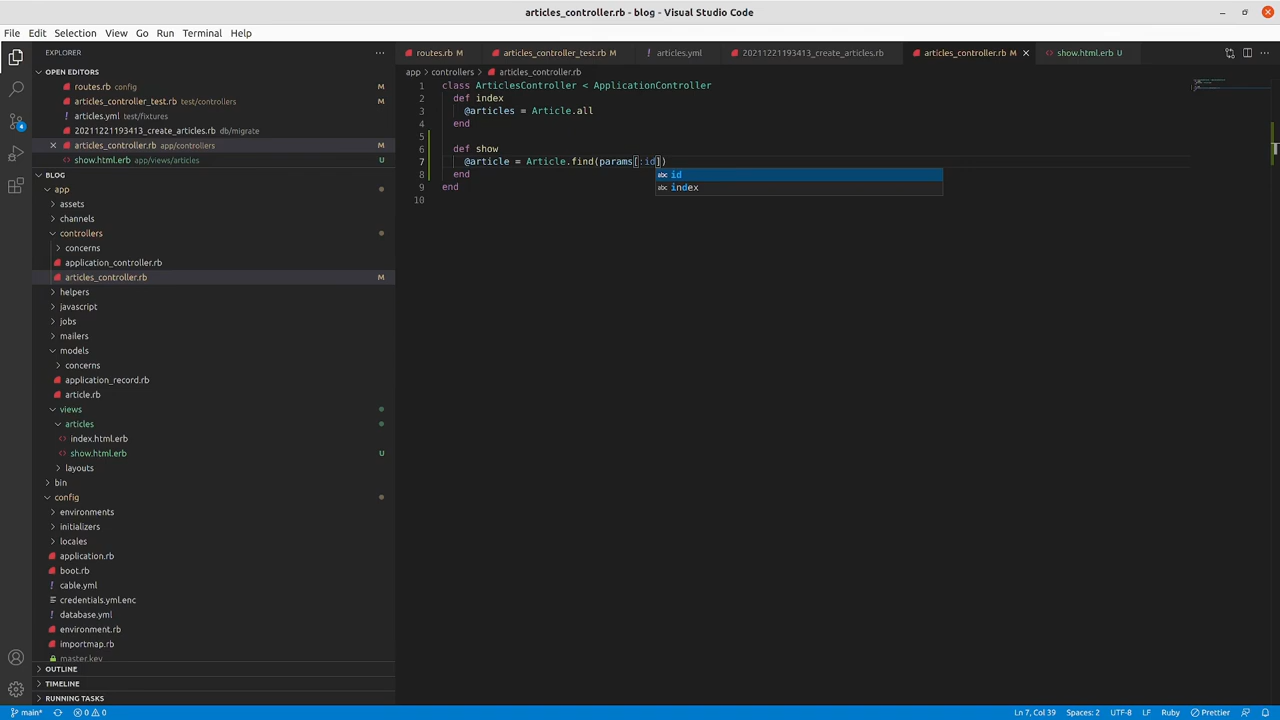 articles_controller.rb - blog - Visual Studio Code
File Edit Selection View Go Run Terminal Help
EXPLORER
OPEN EDITORS
routes.rb config M
articles_controller_test.rb test/controllers M
articles.yml test/fixtures
20211221193413_create_articles.rb db/migrate
articles_controller.rb app/controllers M
show.html.erb app/views/articles U
BLOG
app
assets
channels
controllers
concerns
application_controller.rb
articles_controller.rb M
helpers
javascript
jobs
mailers
models
concerns
application_record.rb
article.rb
views
articles
index.html.erb
show.html.erb U
layouts
bin
config
environments
initializers
locales
application.rb
boot.rb
cable.yml
credentials.yml.enc
database.yml
environment.rb
importmap.rb
master.key
OUTLINE
TIMELINE
RUNNING TASKS
4
routes.rb M articles_controller_test.rb M articles.yml 20211221193413_create_articles.rb articles_controller.rb M show.html.erb U
app controllers articles_controller.rb
1 class ArticlesController < ApplicationController
2 def index
3 @articles = Article.all
4 end
5
6 def show
7 @article = Article.find(params[:id])
8 end
9 end
10
abc id
abc index
main* 0 0 Ln 7, Col 39 Spaces: 2 UTF-8 LF Ruby Prettier